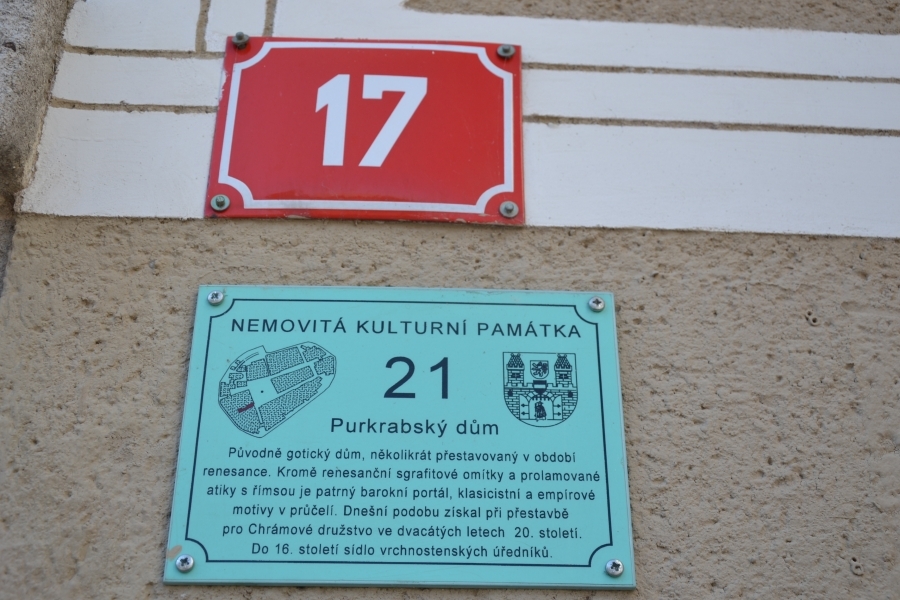 17
NEMOVITÁ KULTURNÍ PAMÁTKA
21
Purkrabský dům
Původně gotický dům, několikrát přestavovaný v období
renesance. Kromě renesanční sgrafitové omítky a prolamované
atiky s římsou je patrný barokní portál, klasicistní a empírové
motivy v průčelí. Dnešní podobu získal při přestavbě
pro Chrámové družstvo ve dvacátých letech 20. století.
Do 16. století sídlo vrchnostenských úředníků.